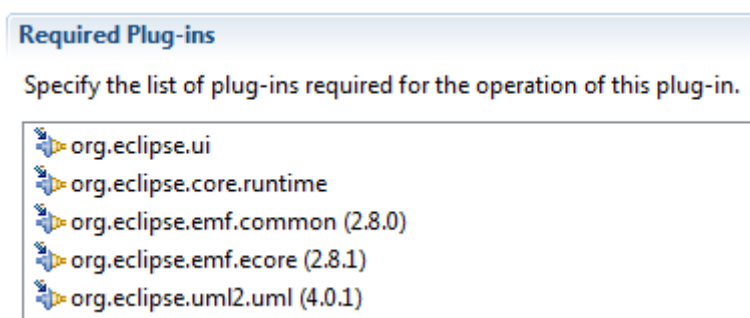 Required Plug-ins
Specify the list of plug-ins required for the operation of this plug-in.
org.eclipse.ui
org.eclipse.core.runtime
org.eclipse.emf.common (2.8.0)
org.eclipse.emf.ecore (2.8.1)
org.eclipse.uml2.uml (4.0.1)